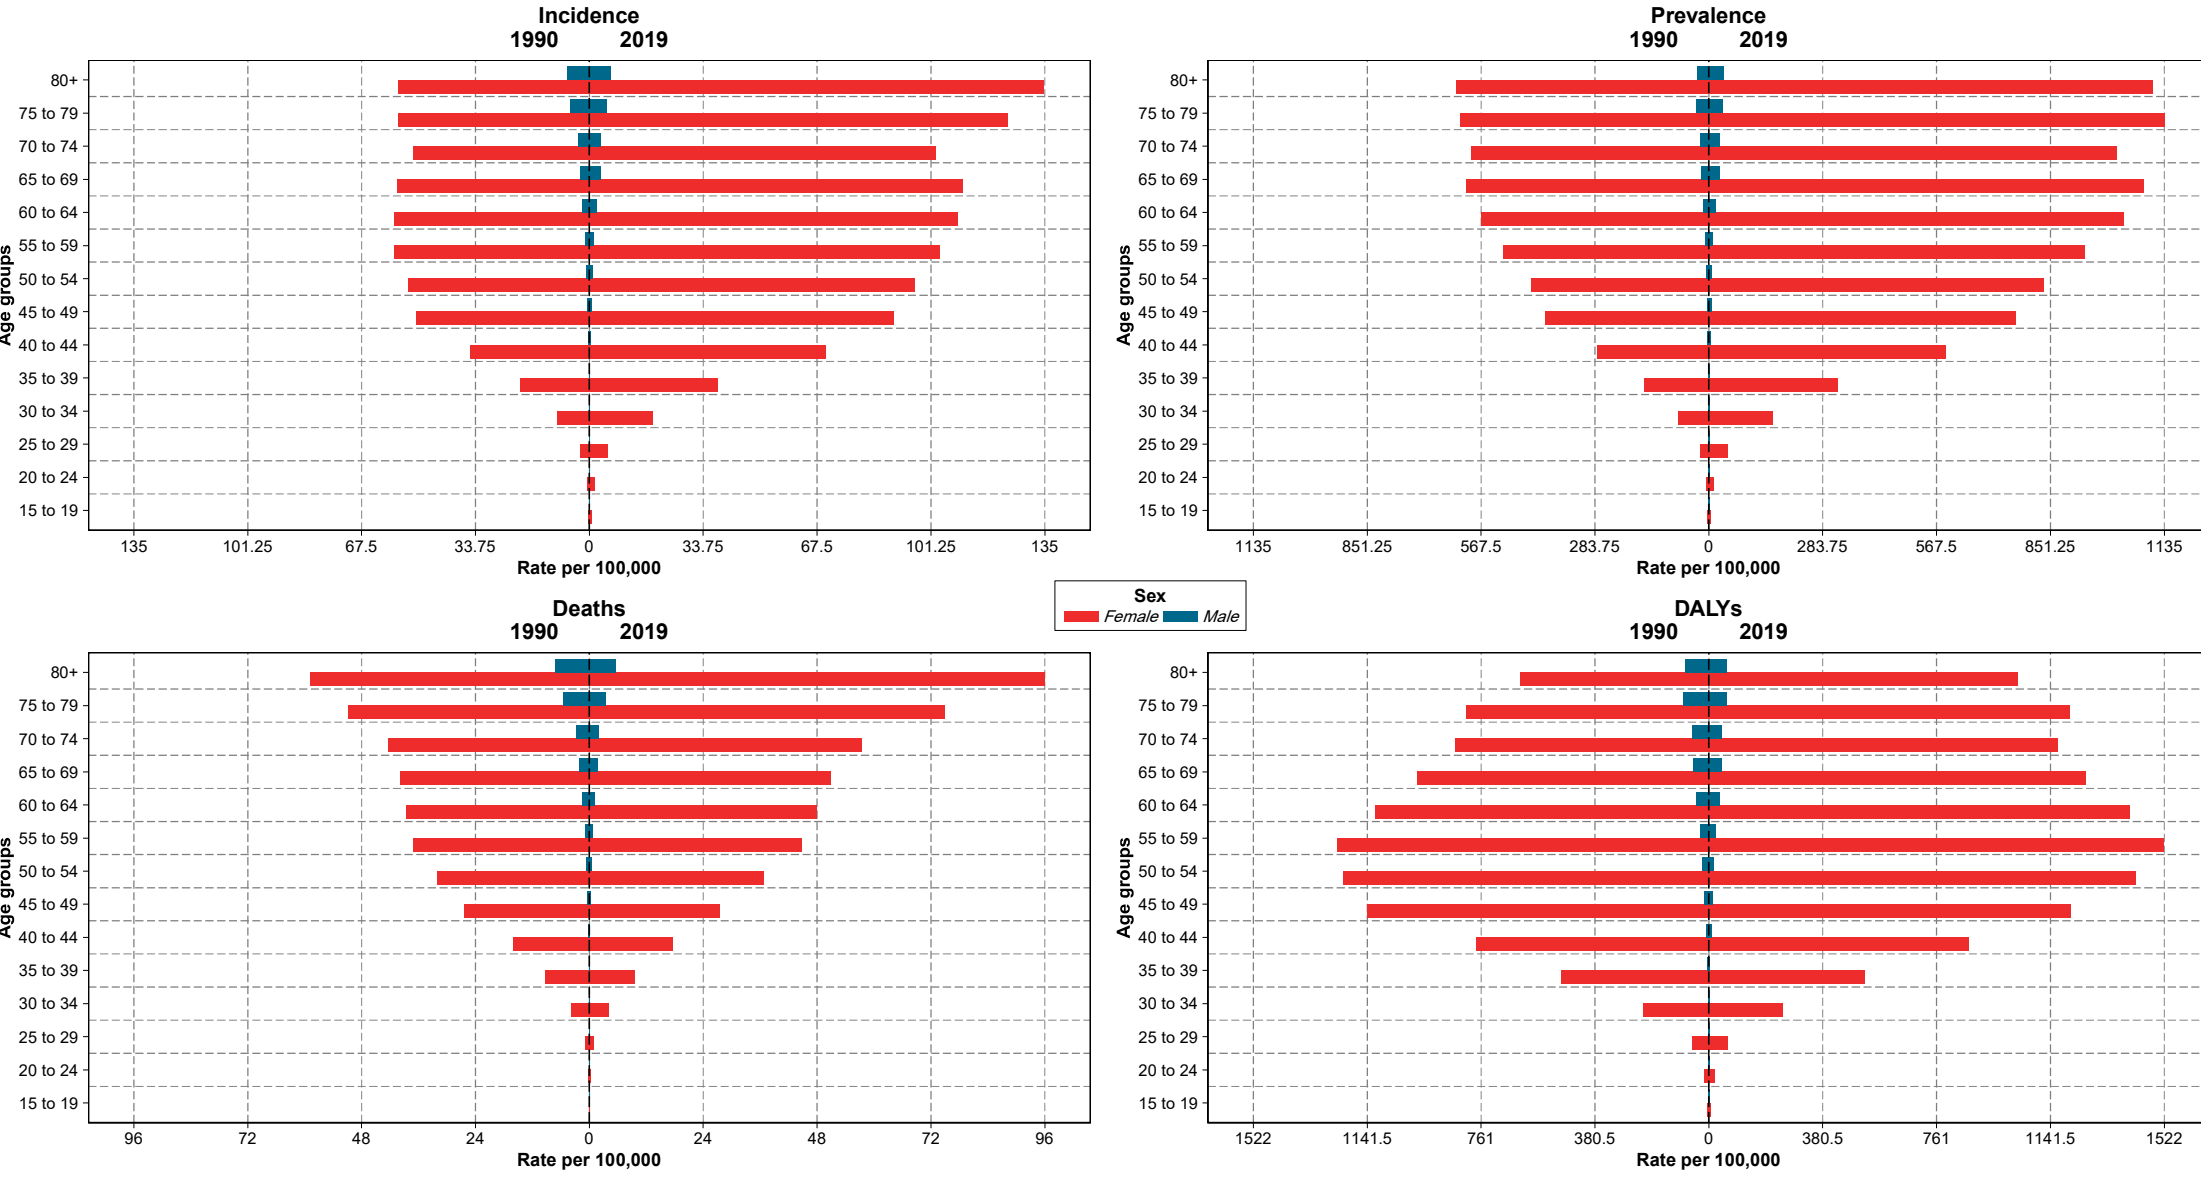 Incidence
1990 2019
80+
75 to 79
70 to 74
65 to 69
60 to 64
55 to 59
50 to 54
45 to 49
40 to 44
35 to 39
30 to 34
25 to 29
20 to 24
15 to 19
Age groups
135 101.25 67.5 33.75 0 33.75 67.5 101.25 135
Rate per 100,000
Prevalence
1990 2019
80+
75 to 79
70 to 74
65 to 69
60 to 64
55 to 59
50 to 54
45 to 49
40 to 44
35 to 39
30 to 34
25 to 29
20 to 24
15 to 19
Age groups
1135 851.25 567.5 283.75 0 283.75 567.5 851.25 1135
Rate per 100,000
Sex
Female Male
Deaths
1990 2019
80+
75 to 79
70 to 74
65 to 69
60 to 64
55 to 59
50 to 54
45 to 49
40 to 44
35 to 39
30 to 34
25 to 29
20 to 24
15 to 19
Age groups
96 72 48 24 0 24 48 72 96
Rate per 100,000
DALYs
1990 2019
80+
75 to 79
70 to 74
65 to 69
60 to 64
55 to 59
50 to 54
45 to 49
40 to 44
35 to 39
30 to 34
25 to 29
20 to 24
15 to 19
Age groups
1522 1141.5 761 380.5 0 380.5 761 1141.5 1522
Rate per 100,000